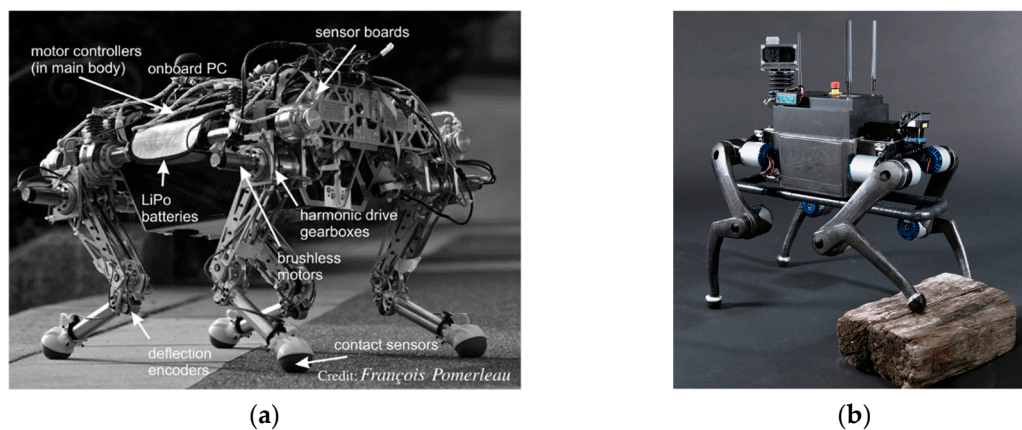 sensor boards
motor controllers
(in main body)
onboard PC
LiPo
batteries
harmonic drive
gearboxes
brushless
motors
deflection
encoders
contact sensors
Credit: François Pomerleau
(a)
(b)